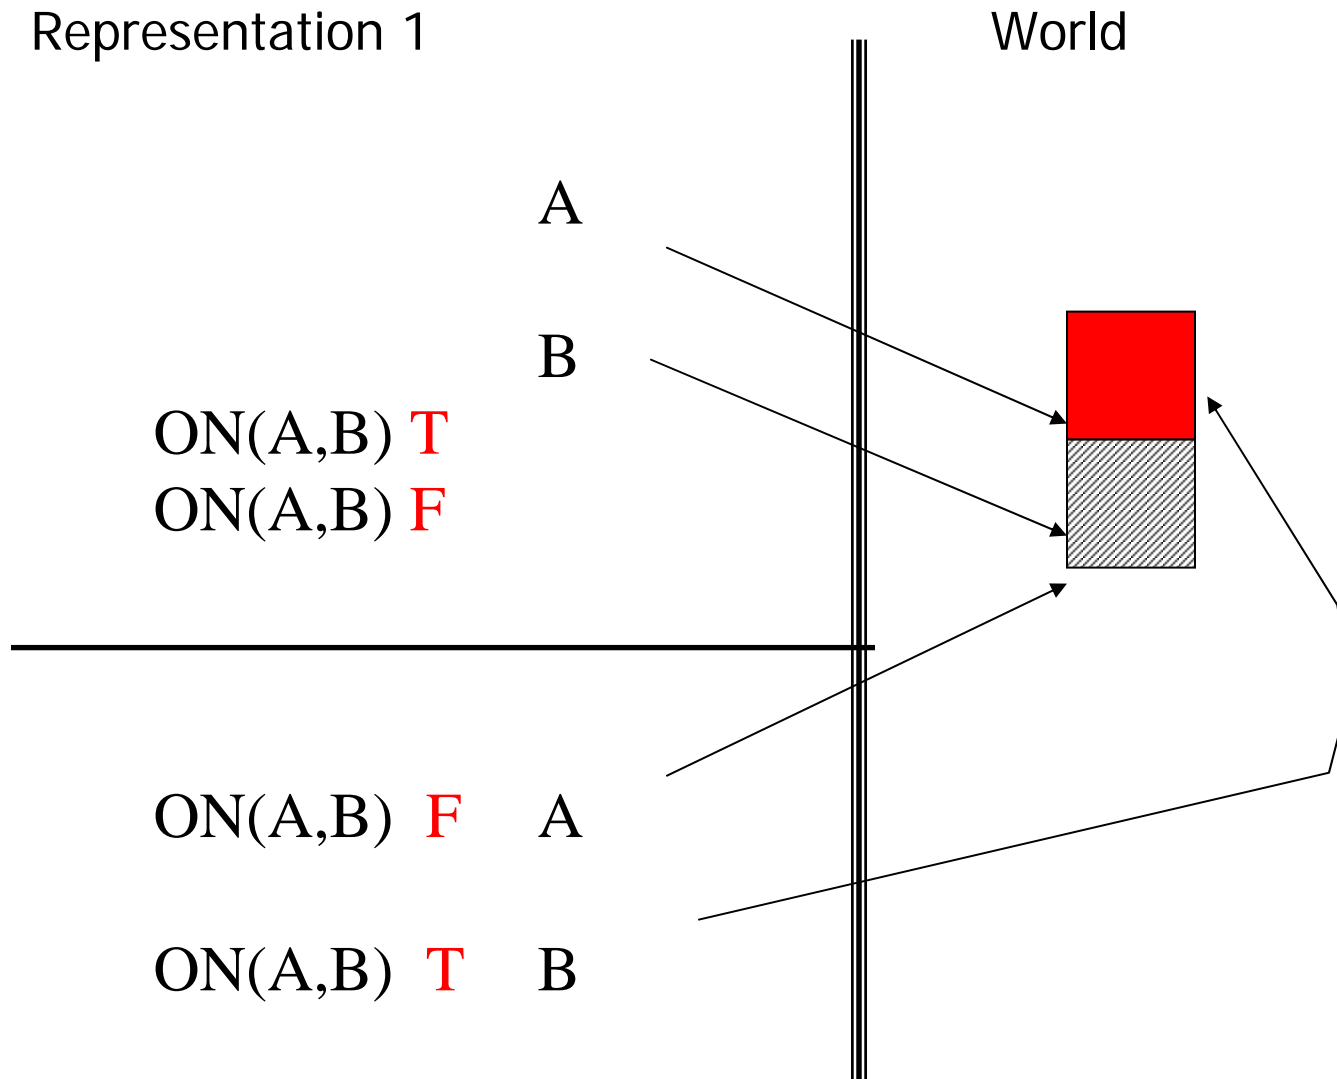 Representation 1
World
A
B
ON(A,B) T
ON(A,B) F
ON(A,B) F A
ON(A,B) T B